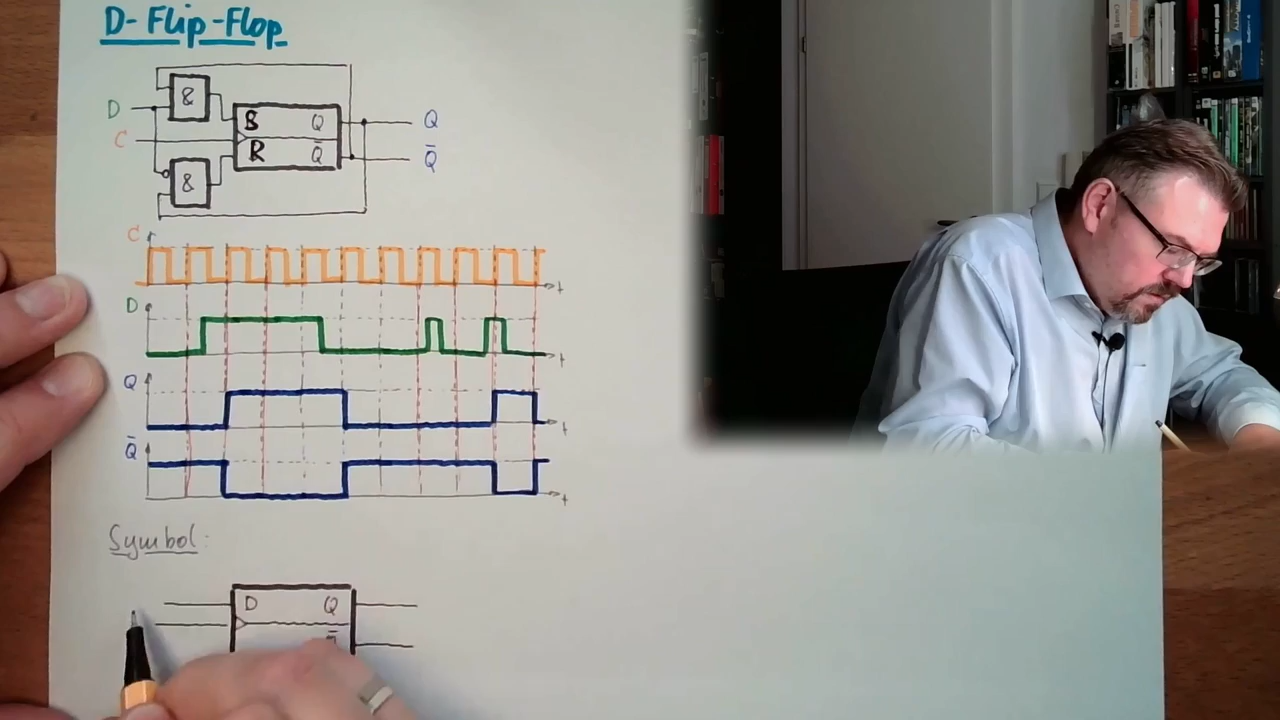 D-Flip-Flop
&
D
S Q Q
C
R Q̄ Q̄
&
C
t
D
t
Q
t
Q̄
t
Symbol:
D Q